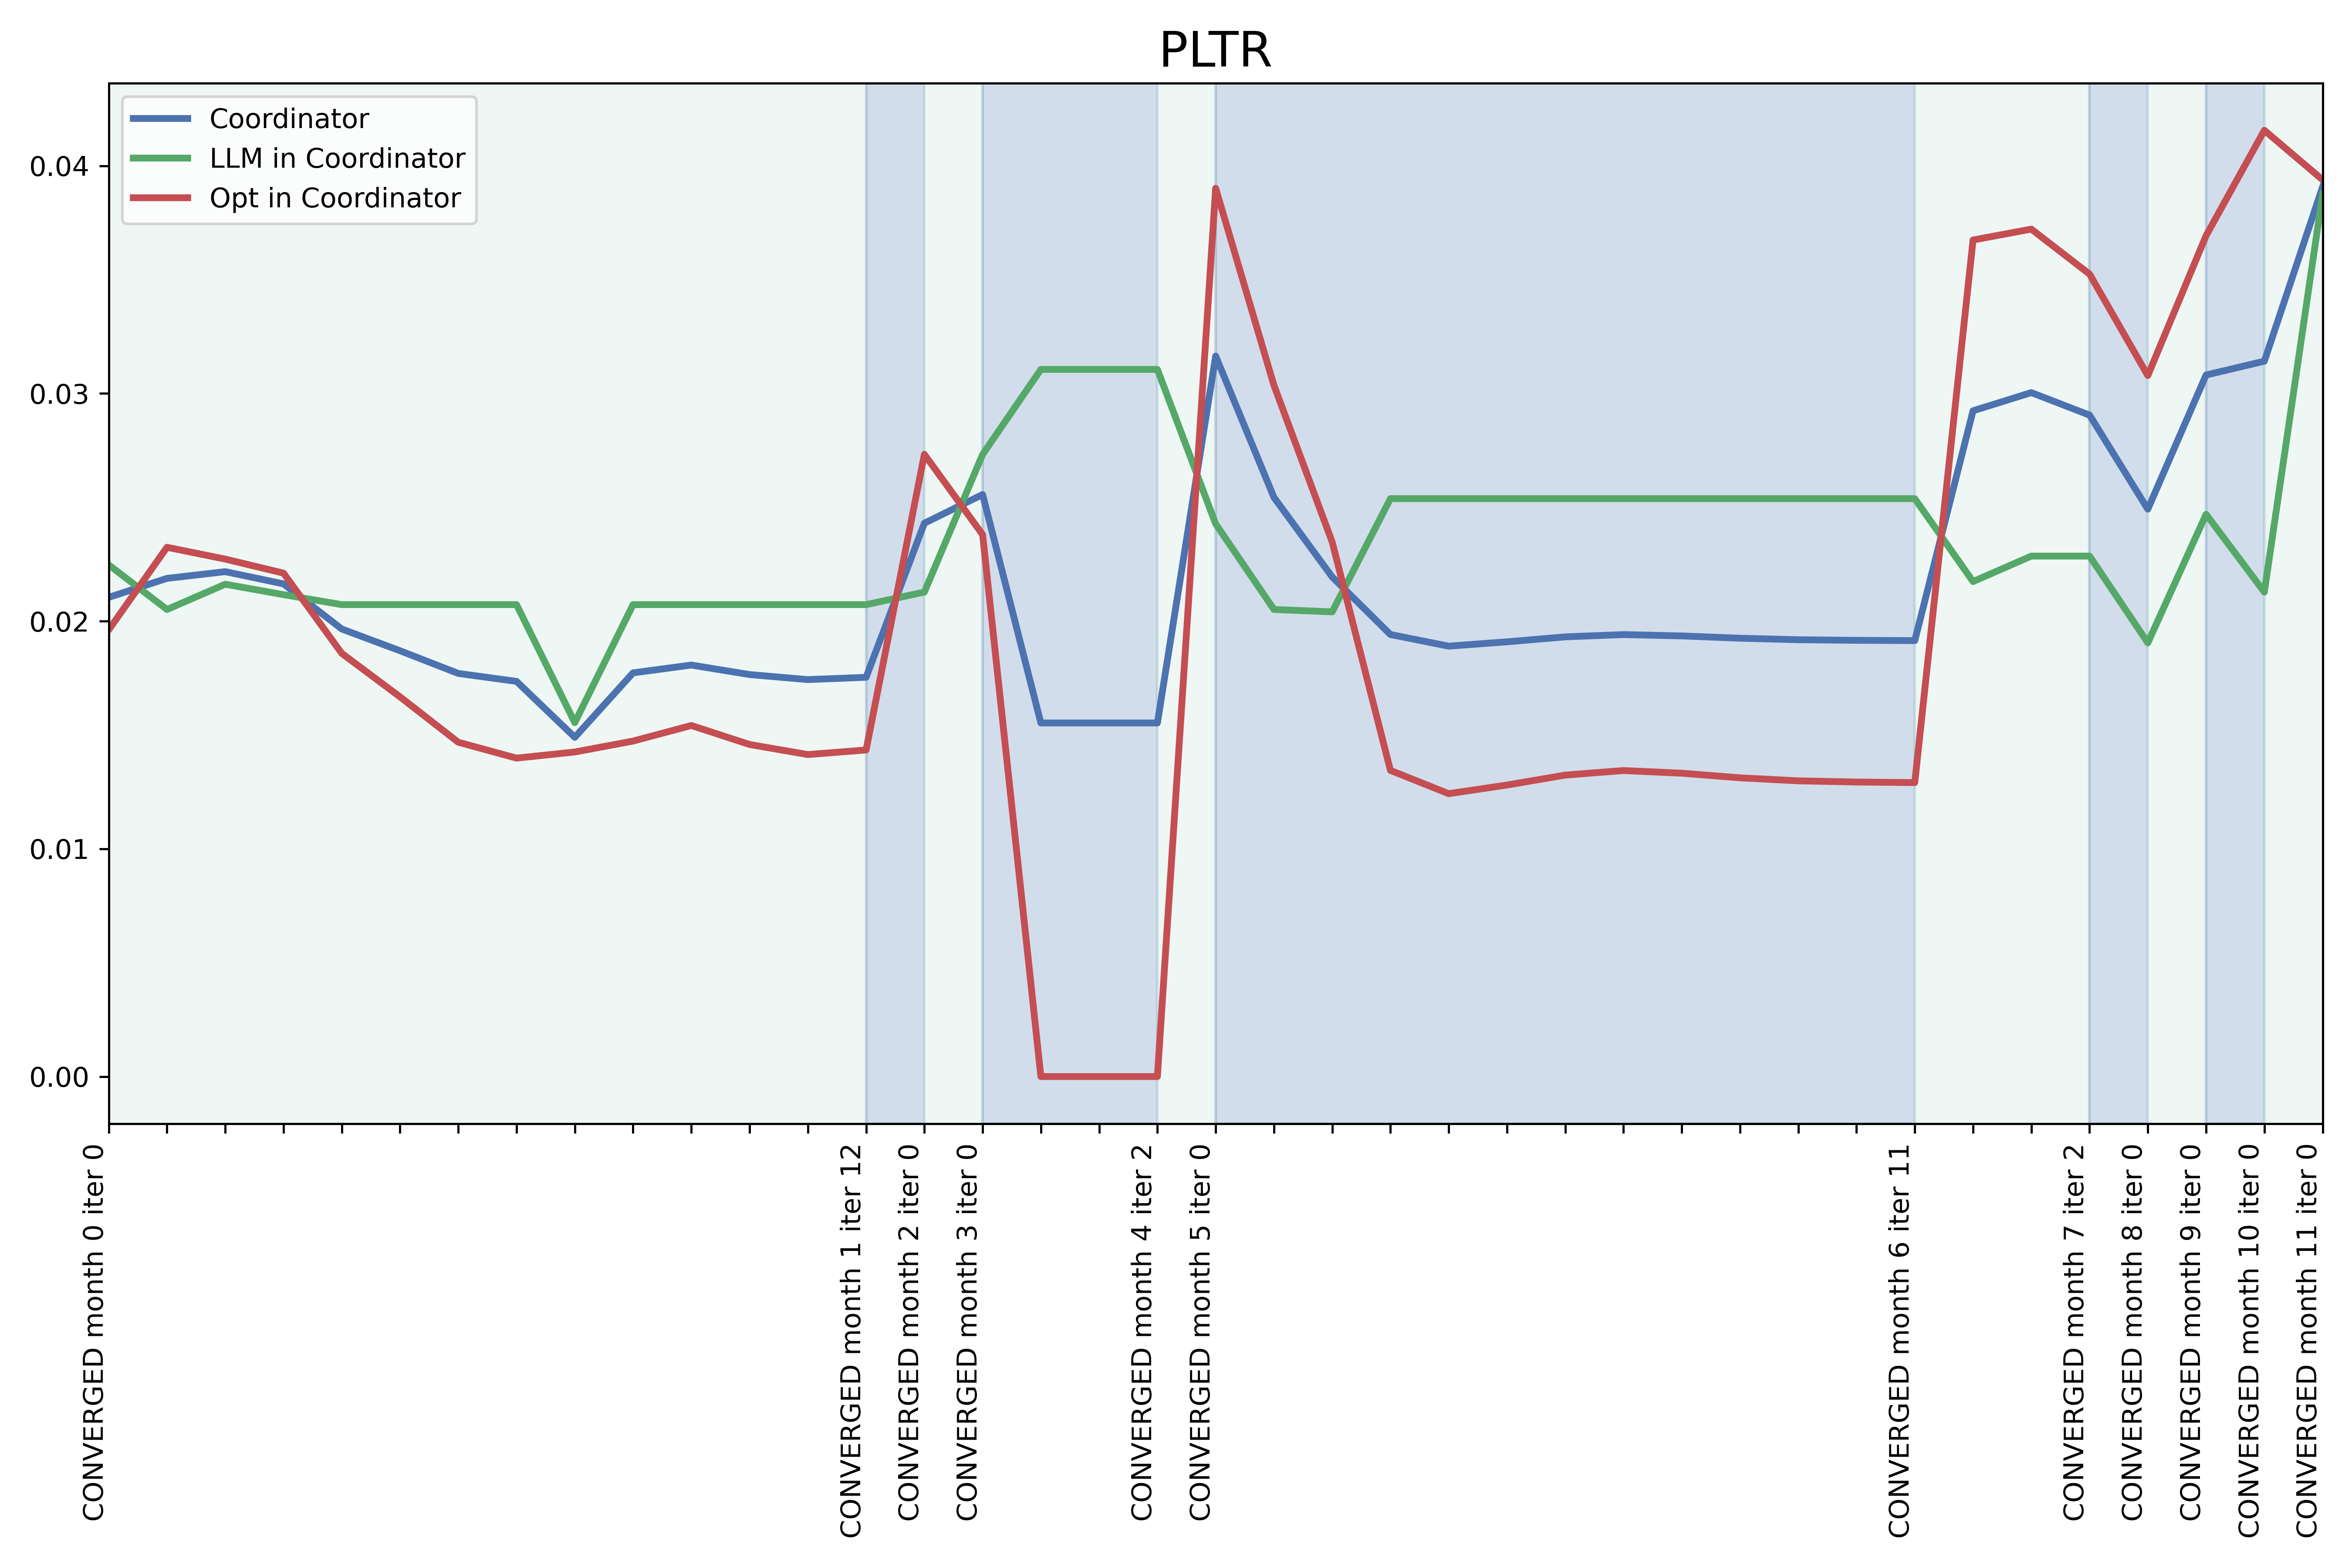 PLTR
Coordinator
LLM in Coordinator
Opt in Coordinator
0.04
0.03
0.02
0.01
0.00
CONVERGED month 0 iter 0
CONVERGED month 1 iter 12
CONVERGED month 2 iter 0
CONVERGED month 3 iter 0
CONVERGED month 4 iter 2
CONVERGED month 5 iter 0
CONVERGED month 6 iter 11
CONVERGED month 7 iter 2
CONVERGED month 8 iter 0
CONVERGED month 9 iter 0
CONVERGED month 10 iter 0
CONVERGED month 11 iter 0